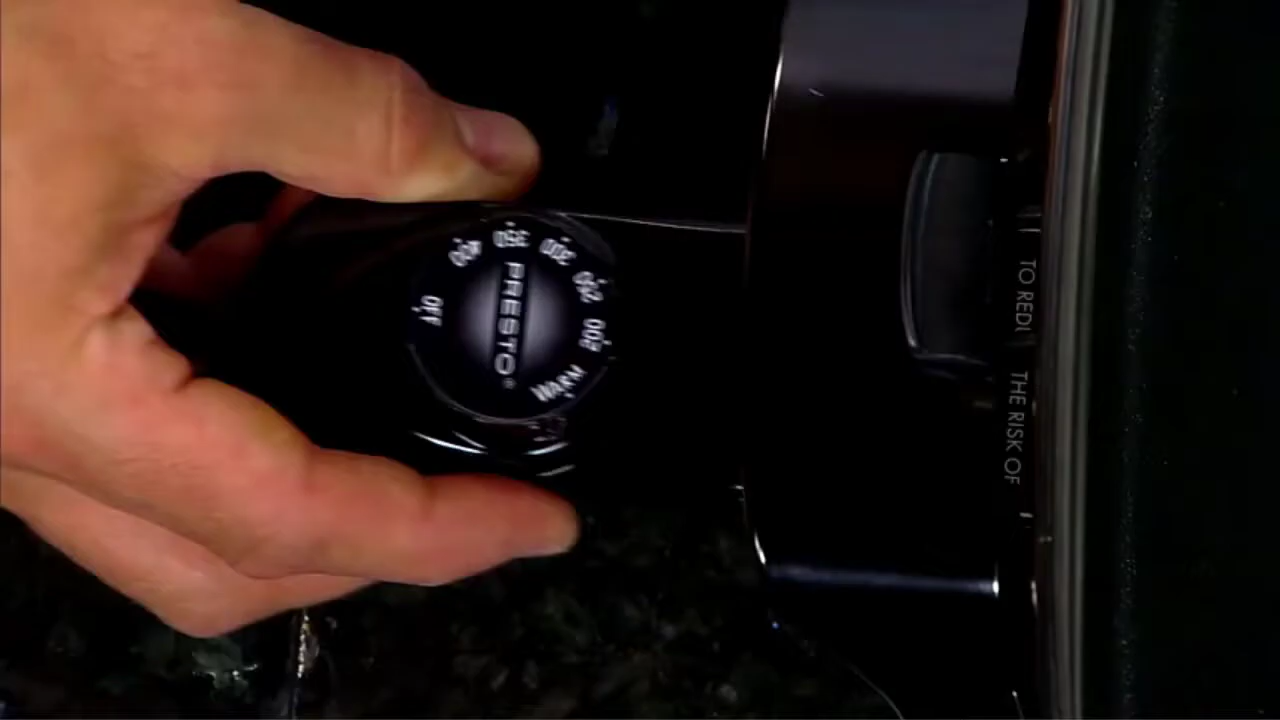 OFF
400
350
300
250
200
WARM
PRESTO®
TO REDU
THE RISK OF